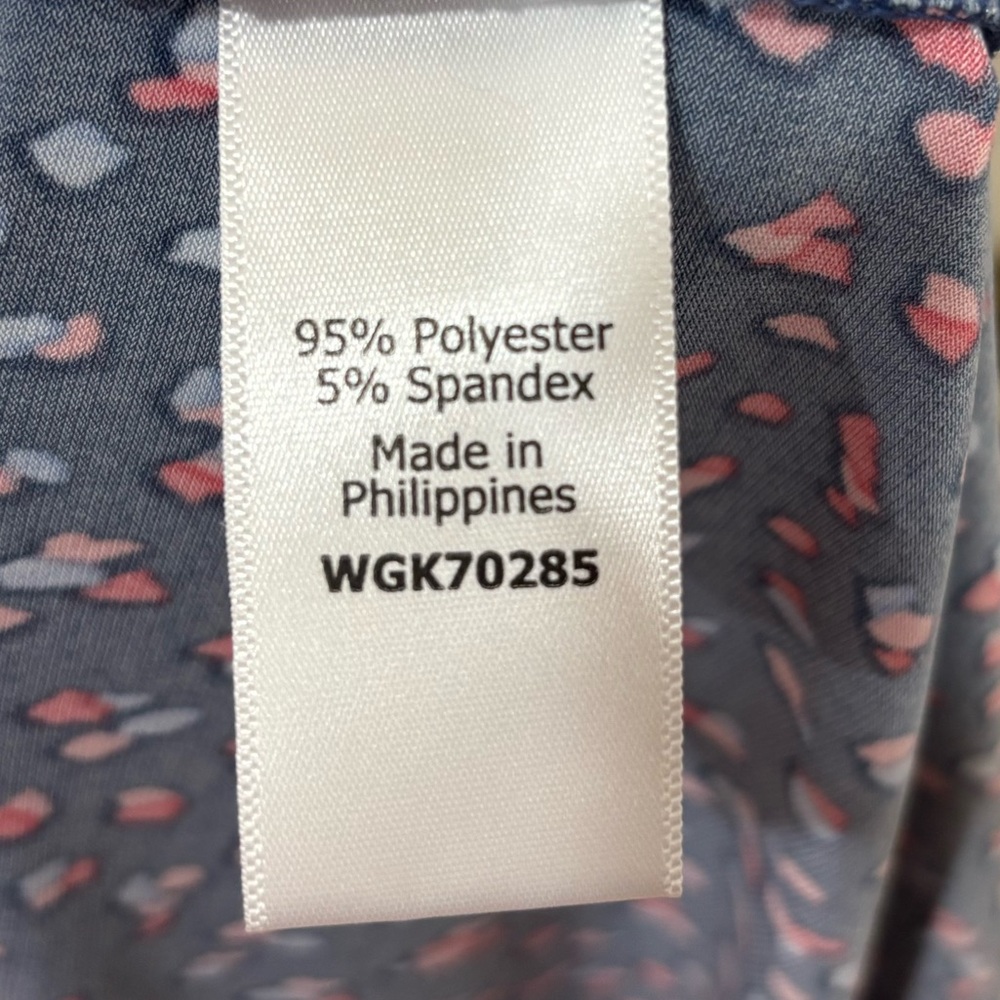 95% Polyester
5% Spandex
Made in
Philippines
WGK70285